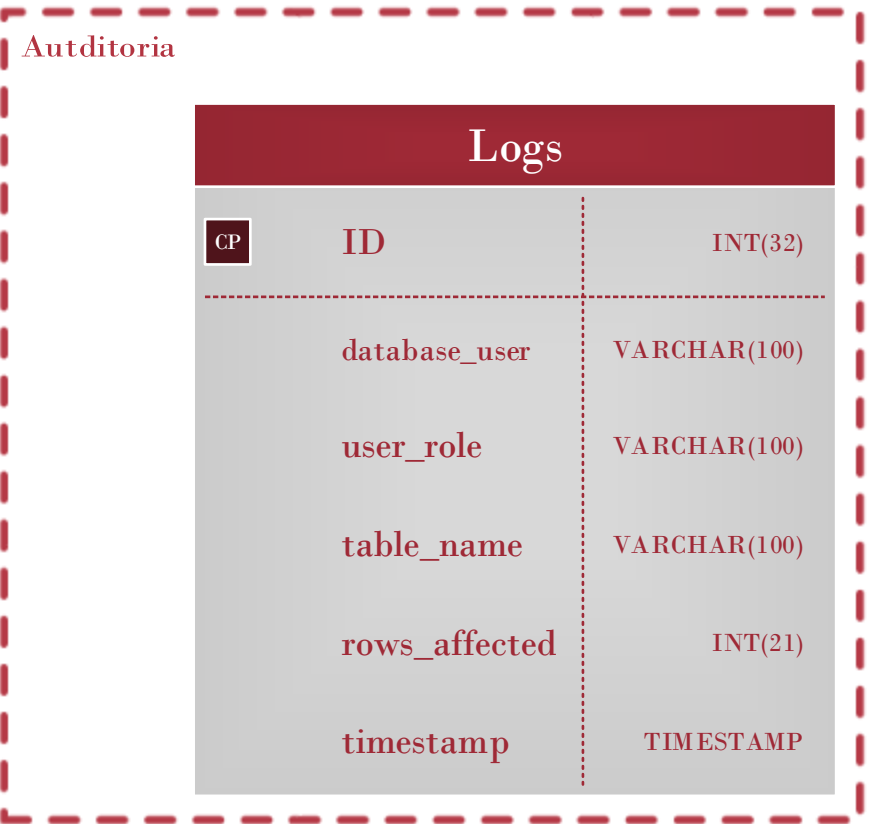 Autditoria
Logs
CP ID INT(32)
database_user VARCHAR(100)
user_role VARCHAR(100)
table_name VARCHAR(100)
rows_affected INT(21)
timestamp TIMESTAMP